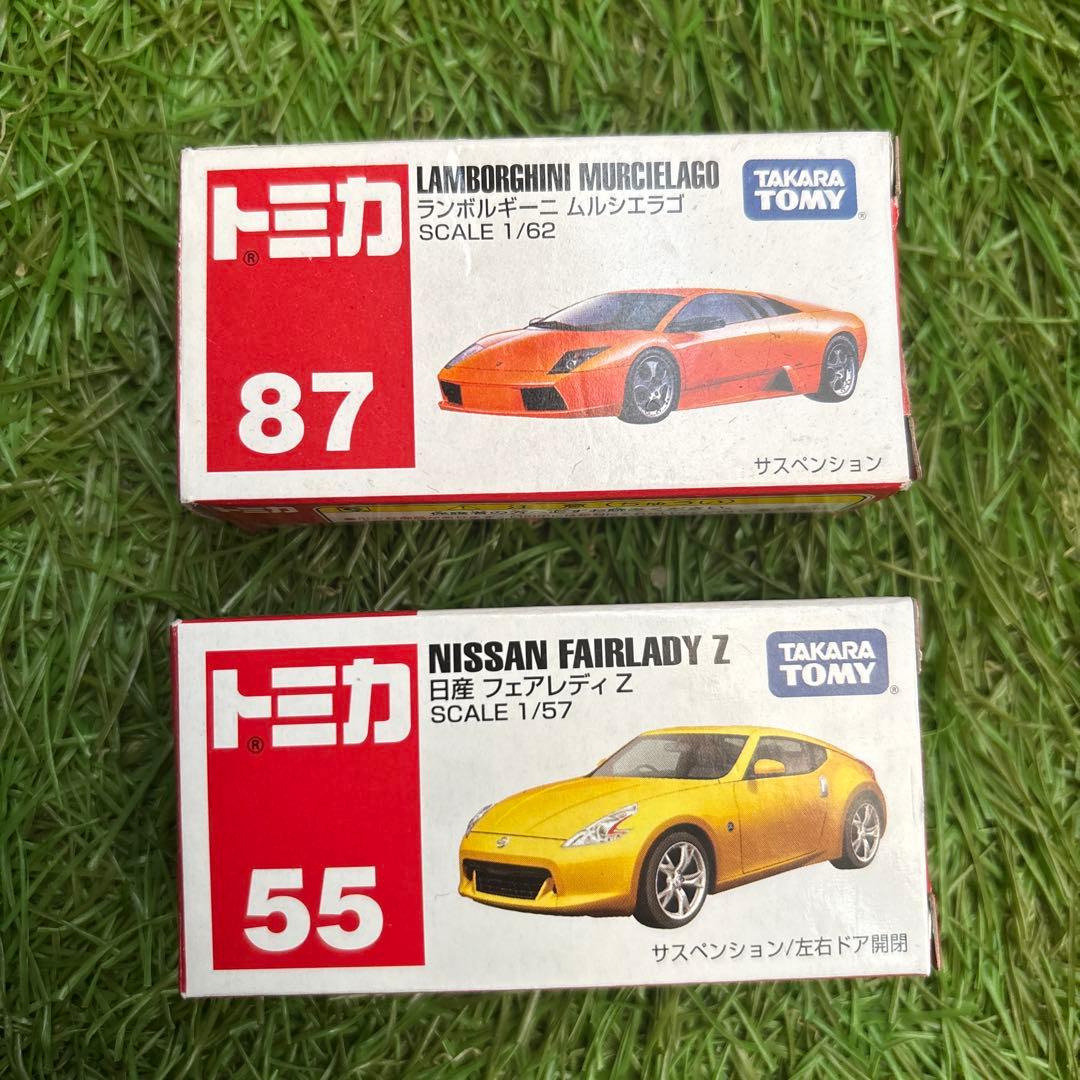 トミカ
®
87
LAMBORGHINI MURCIELAGO
ランボルギーニ ムルシエラゴ
SCALE 1/62
TAKARA
TOMY
®
サスペンション
トミカ
®
55
NISSAN FAIRLADY Z
日産 フェアレディ Z
SCALE 1/57
TAKARA
TOMY
®
サスペンション/左右ドア開閉